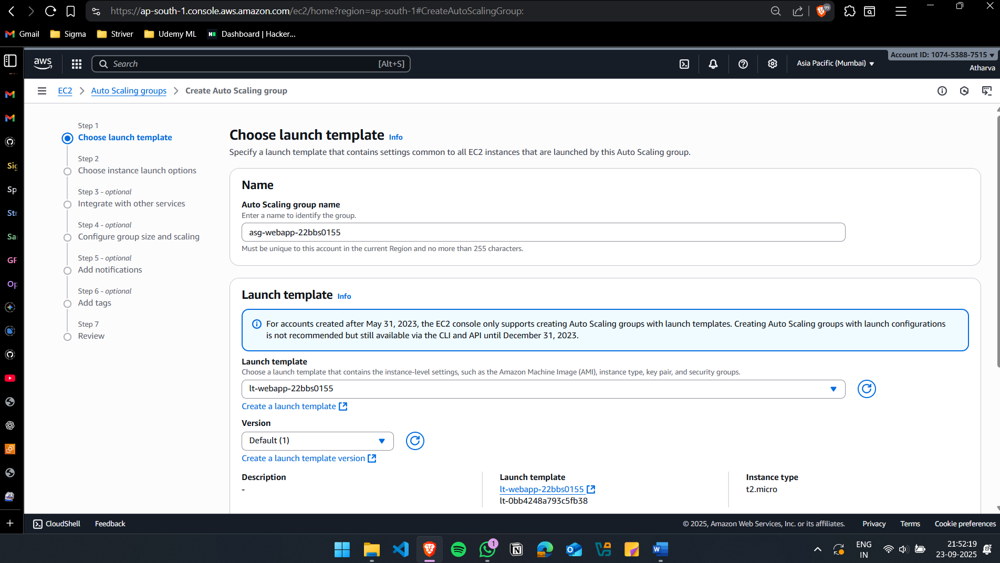 https://ap-south-1.console.aws.amazon.com/ec2/home?region=ap-south-1#CreateAutoScalingGroup:
99
Gmail
Sigma
Striver
Udemy ML
Dashboard | Hacker...
aws
Search
[Alt+S]
Asia Pacific (Mumbai)
Account ID: 1074-5388-7515
Atharva
EC2
Auto Scaling groups
Create Auto Scaling group
Sig
Sp
Str
Sa
GF
Op
Step 1
Choose launch template
Step 2
Choose instance launch options
Step 3 - optional
Integrate with other services
Step 4 - optional
Configure group size and scaling
Step 5 - optional
Add notifications
Step 6 - optional
Add tags
Step 7
Review
Choose launch template Info
Specify a launch template that contains settings common to all EC2 instances that are launched by this Auto Scaling group.
Name
Auto Scaling group name
Enter a name to identify the group.
asg-webapp-22bbs0155
Must be unique to this account in the current Region and no more than 255 characters.
Launch template Info
For accounts created after May 31, 2023, the EC2 console only supports creating Auto Scaling groups with launch templates. Creating Auto Scaling groups with launch configurations
is not recommended but still available via the CLI and API until December 31, 2023.
Launch template
Choose a launch template that contains the instance-level settings, such as the Amazon Machine Image (AMI), instance type, key pair, and security groups.
lt-webapp-22bbs0155
Create a launch template
Version
Default (1)
Create a launch template version
Description
-
Launch template
lt-webapp-22bbs0155
lt-0bb4248a793c5fb38
Instance type
t2.micro
CloudShell
Feedback
© 2025, Amazon Web Services, Inc. or its affiliates.
Privacy
Terms
Cookie preferences
1
ENG
IN
21:52:19
23-09-2025